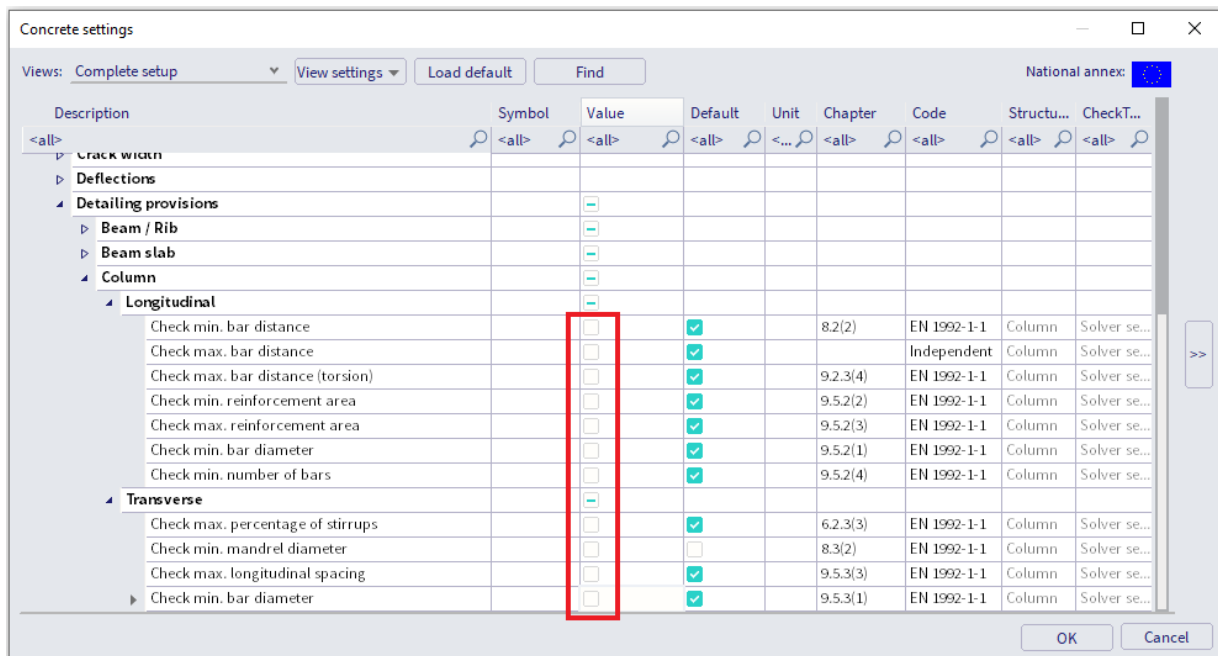 Concrete settings
Views: Complete setup View settings Load default Find National annex:
Description Symbol Value Default Unit Chapter Code Structu... CheckT...
<all> <all> <all> <all> <... <all> <all> <all> <all>
Crack width
Deflections
Detailing provisions
Beam / Rib
Beam slab
Column
Longitudinal
Check min. bar distance 8.2(2) EN 1992-1-1 Column Solver se...
Check max. bar distance Independent Column Solver se...
Check max. bar distance (torsion) 9.2.3(4) EN 1992-1-1 Column Solver se...
Check min. reinforcement area 9.5.2(2) EN 1992-1-1 Column Solver se...
Check max. reinforcement area 9.5.2(3) EN 1992-1-1 Column Solver se...
Check min. bar diameter 9.5.2(1) EN 1992-1-1 Column Solver se...
Check min. number of bars 9.5.2(4) EN 1992-1-1 Column Solver se...
Transverse
Check max. percentage of stirrups 6.2.3(3) EN 1992-1-1 Column Solver se...
Check min. mandrel diameter 8.3(2) EN 1992-1-1 Column Solver se...
Check max. longitudinal spacing 9.5.3(3) EN 1992-1-1 Column Solver se...
Check min. bar diameter 9.5.3(1) EN 1992-1-1 Column Solver se...
>>
OK Cancel